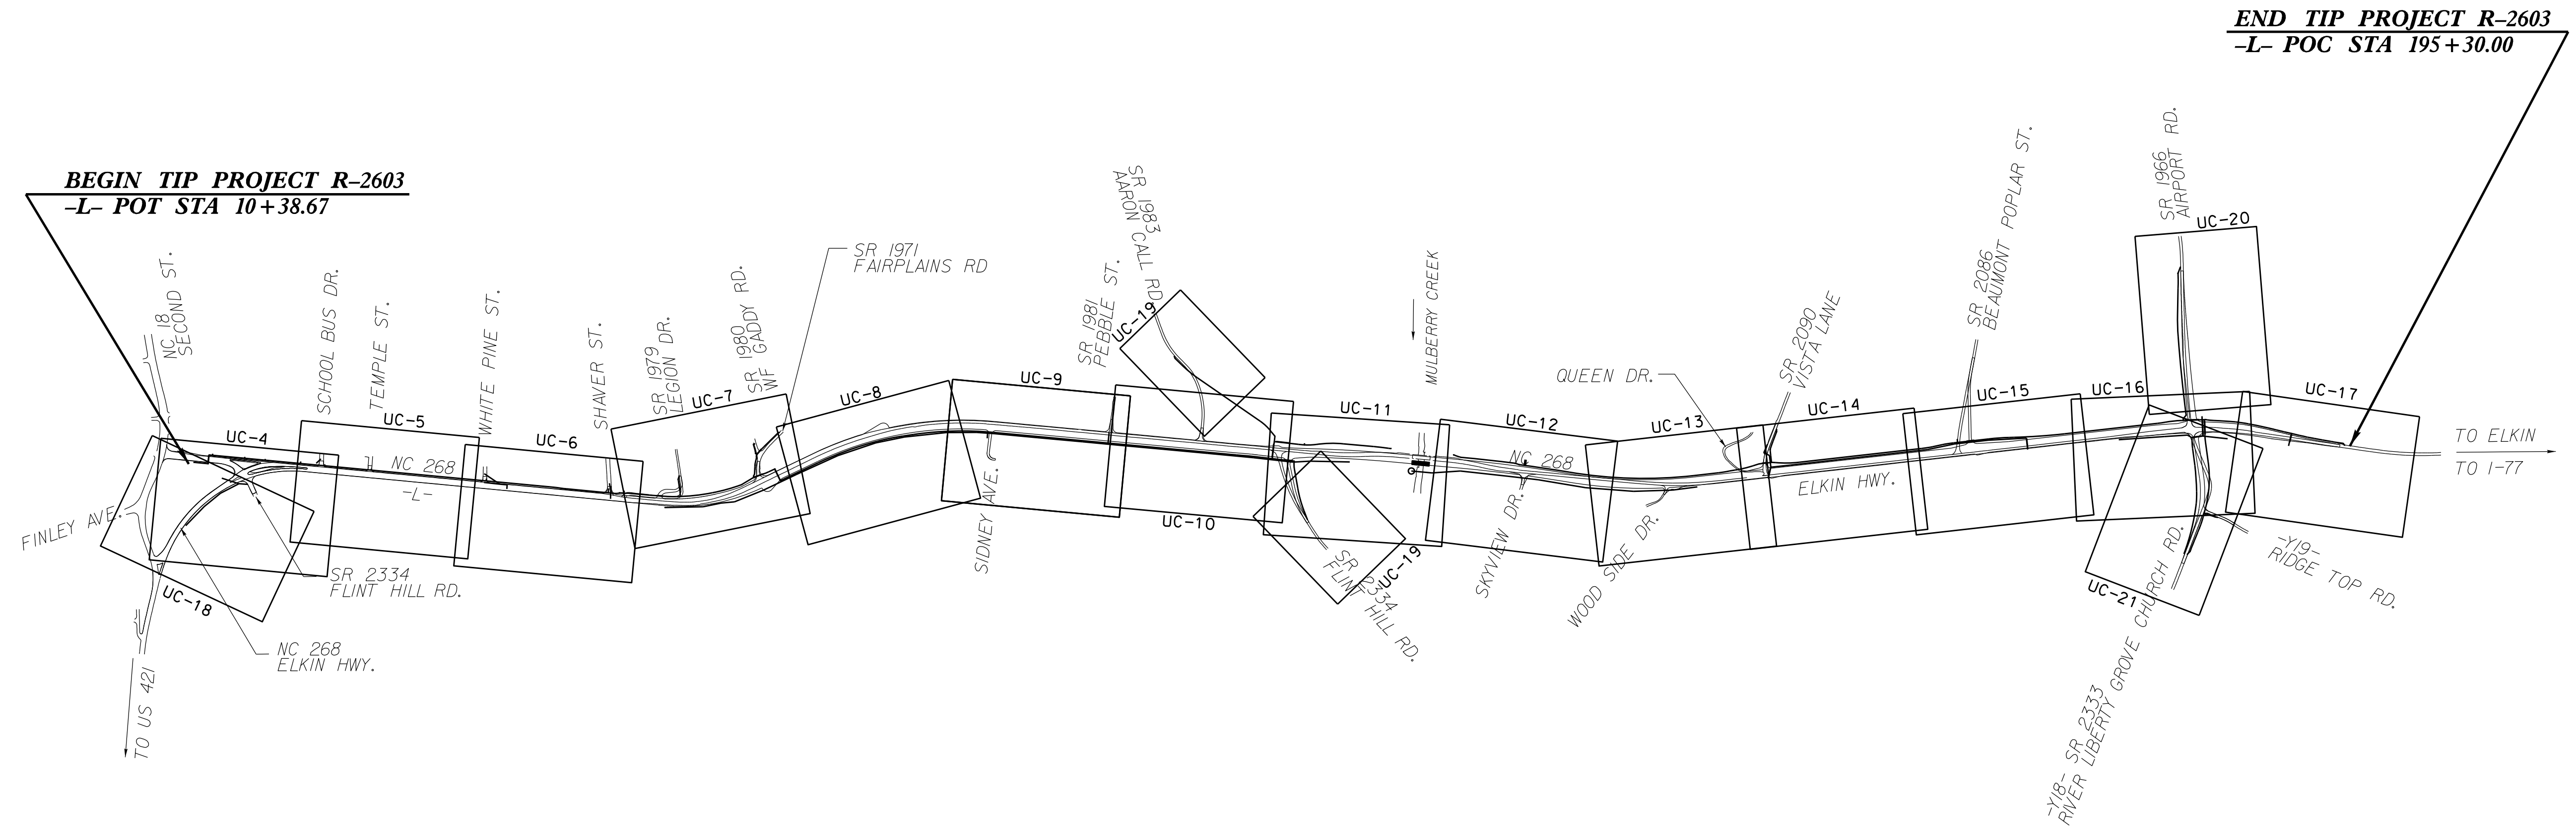 END TIP PROJECT R-2603
-L- POC STA 195+30.00
BEGIN TIP PROJECT R-2603
-L- POT STA 10+38.67
NC 18
SECOND ST.
SCHOOL BUS DR.
TEMPLE ST.
WHITE PINE ST.
SHAVER ST.
SR 1979
LEGION DR.
SR 1980
WF GADDY RD.
SR 1971
FAIRPLAINS RD
SR 1981
PEBBLE ST.
SR 1983
AARON CALL RD.
MULBERRY CREEK
QUEEN DR.
SR 2090
VISTA LANE
SR 2086
BEAUMONT POPLAR ST.
SR 1966
AIRPORT RD.
UC-4
UC-5
UC-6
UC-7
UC-8
UC-9
UC-10
UC-19
UC-11
UC-12
UC-13
UC-14
UC-15
UC-16
UC-20
UC-17
NC 268
-L-
NC 268
ELKIN HWY.
TO ELKIN
TO I-77
FINLEY AVE.
UC-18
SR 2334
FLINT HILL RD.
NC 268
ELKIN HWY.
TO US 421
SIDNEY AVE.
SR 2334
FLINT HILL RD.
UC-19
SKYVIEW DR.
WOOD SIDE DR.
UC-21
-Y18- SR 2333
RIVER LIBERTY GROVE CHURCH RD.
-Y19-
RIDGE TOP RD.